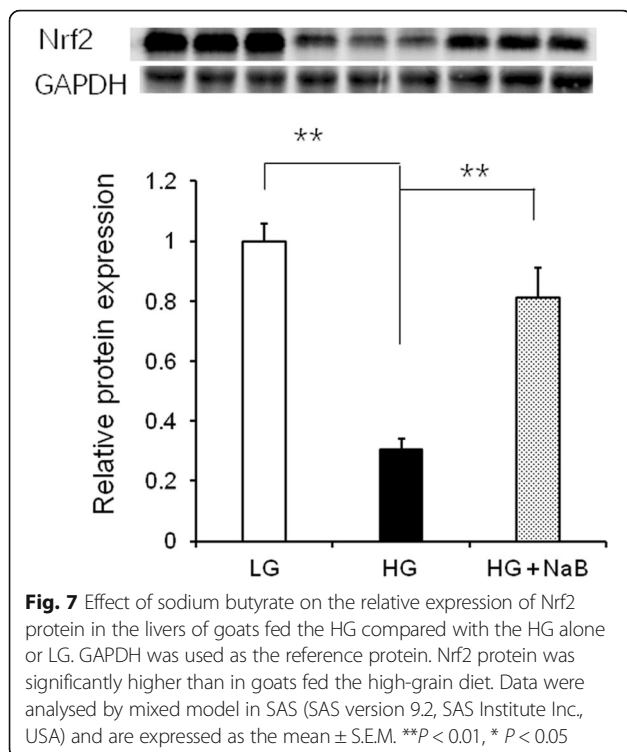 Nrf2
GAPDH
**
**
1.2
1
0.8
0.6
0.4
0.2
0
Relative protein expression
LG HG HG+NaB
Fig. 7 Effect of sodium butyrate on the relative expression of Nrf2
protein in the livers of goats fed the HG compared with the HG alone
or LG. GAPDH was used as the reference protein. Nrf2 protein was
significantly higher than in goats fed the high-grain diet. Data were
analysed by mixed model in SAS (SAS version 9.2, SAS Institute Inc.,
USA) and are expressed as the mean ± S.E.M. **P < 0.01, * P < 0.05